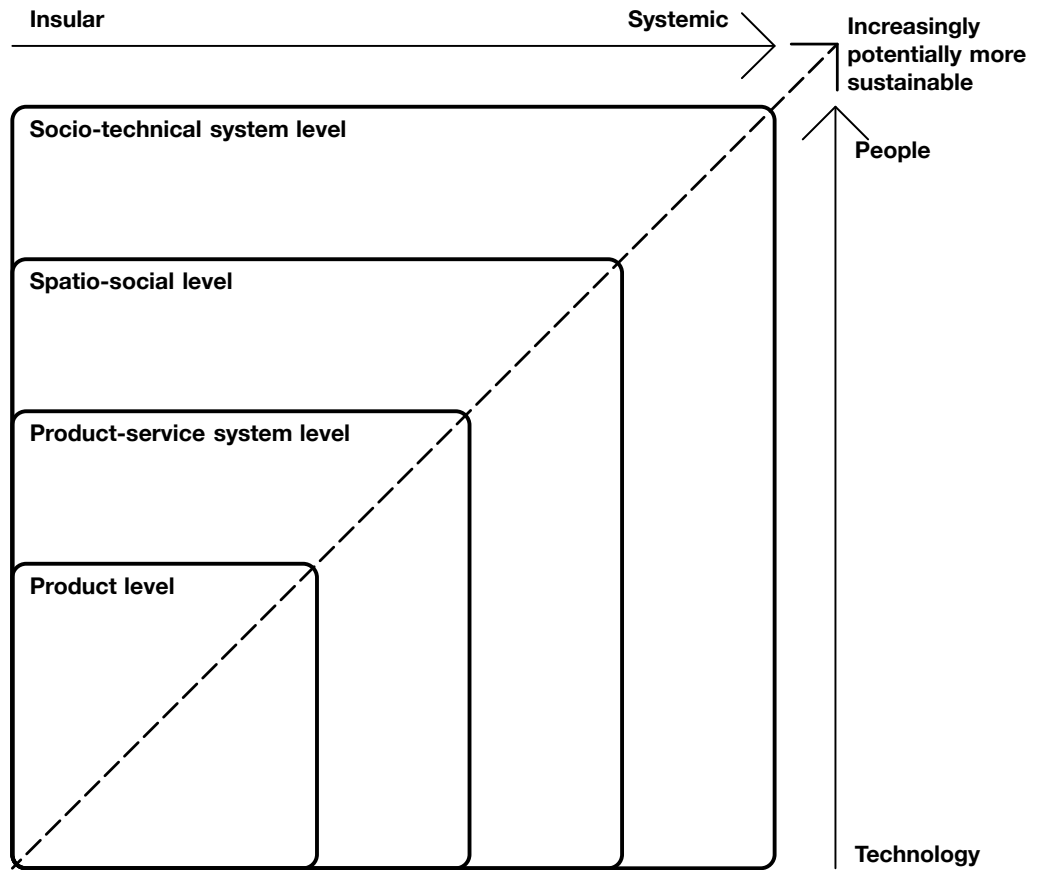 Insular
Systemic
Increasingly
potentially more
sustainable
Socio-technical system level
People
Spatio-social level
Product-service system level
Product level
Technology